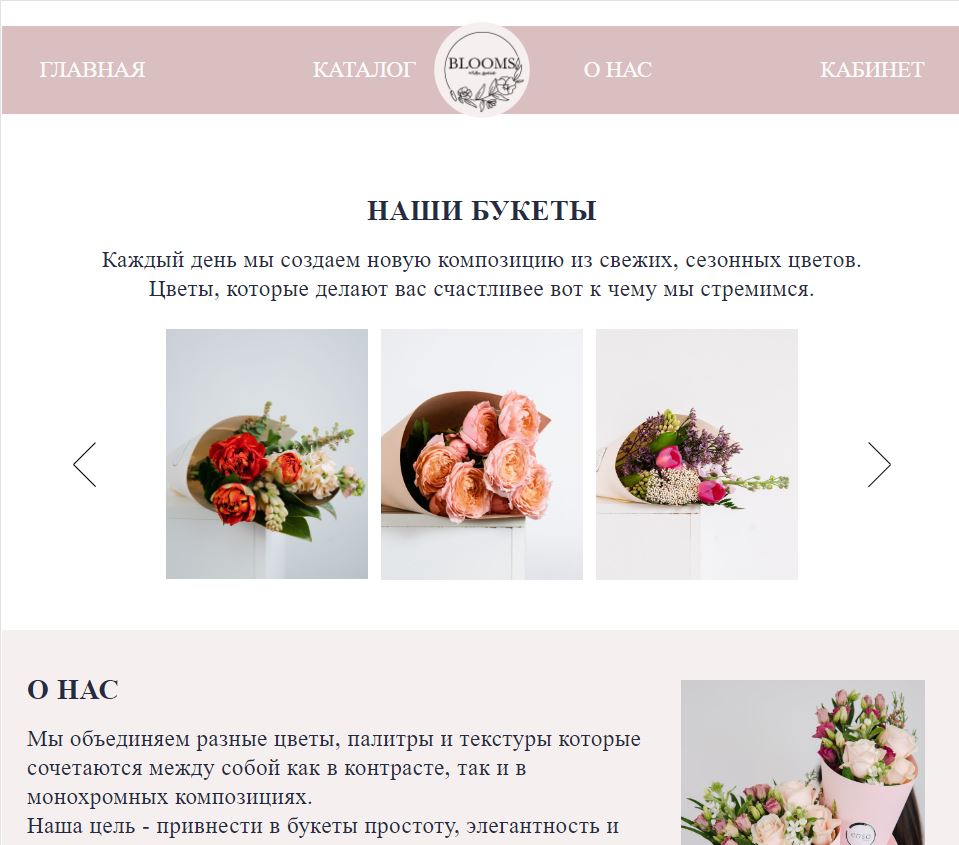 ГЛАВНАЯ КАТАЛОГ BLOOMS О НАС КАБИНЕТ
НАШИ БУКЕТЫ
Каждый день мы создаем новую композицию из свежих, сезонных цветов.
Цветы, которые делают вас счастливее вот к чему мы стремимся.
О НАС
Мы объединяем разные цветы, палитры и текстуры которые
сочетаются между собой как в контрасте, так и в
монохромных композициях.
Наша цель - привнести в букеты простоту, элегантность и